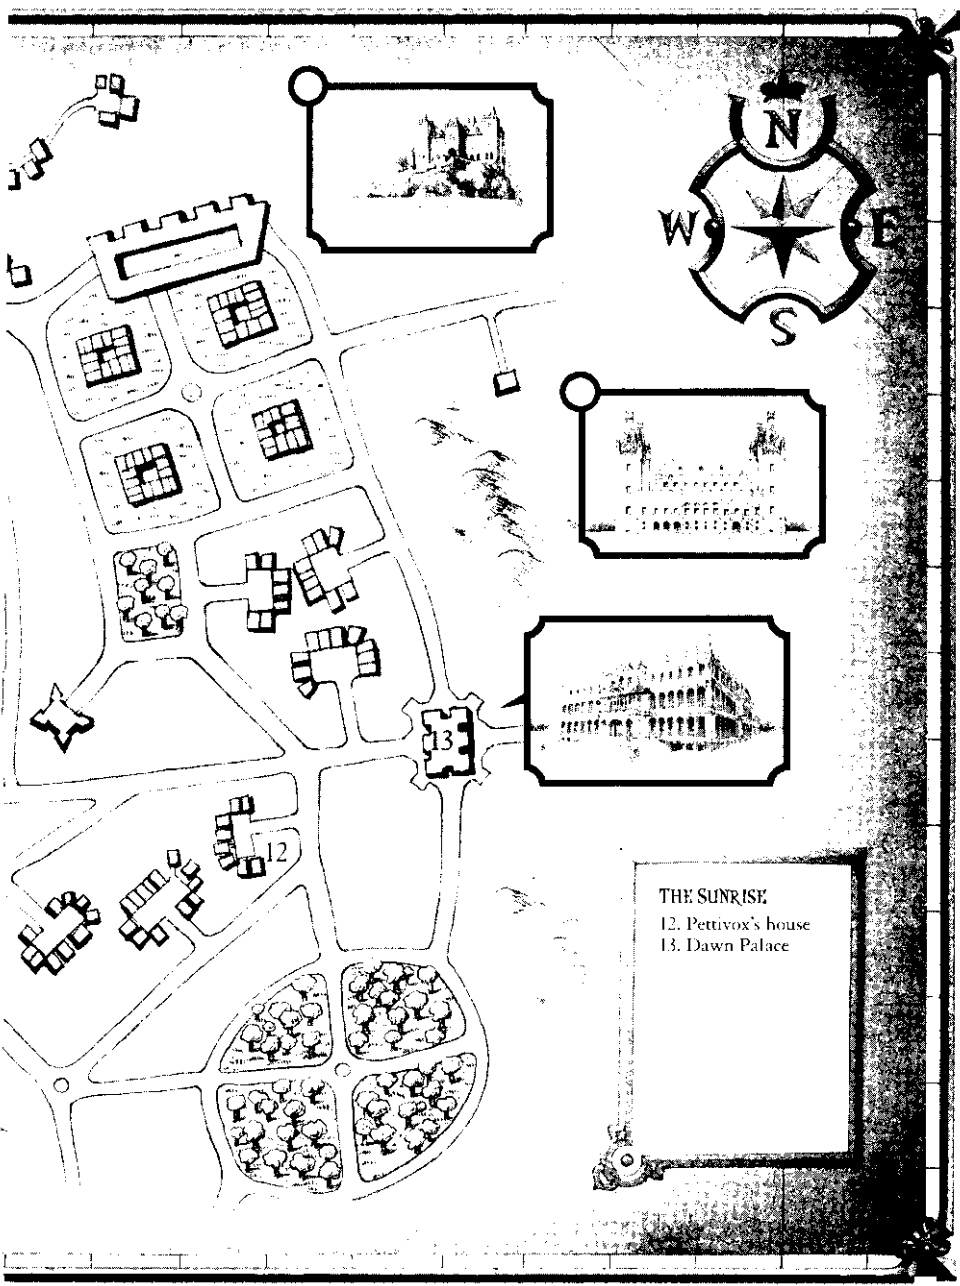 N
W
E
S
13
12
THE SUNRISE
12. Pettivox's house
13. Dawn Palace